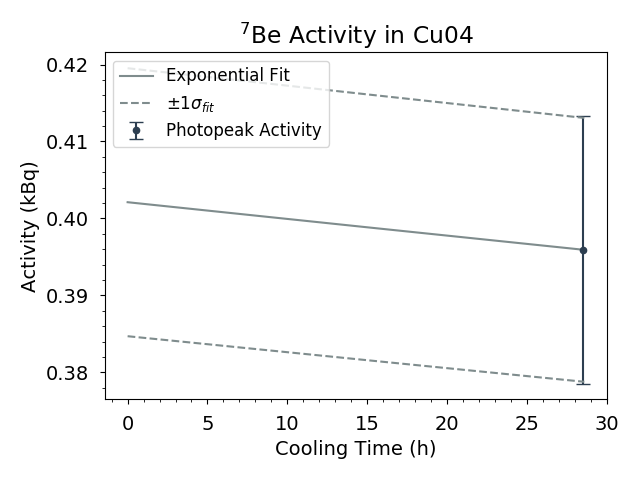 ⁷Be Activity in Cu04
Exponential Fit
±1σ_fit
Photopeak Activity
Activity (kBq)
0.42
0.41
0.40
0.39
0.38
0 5 10 15 20 25 30
Cooling Time (h)